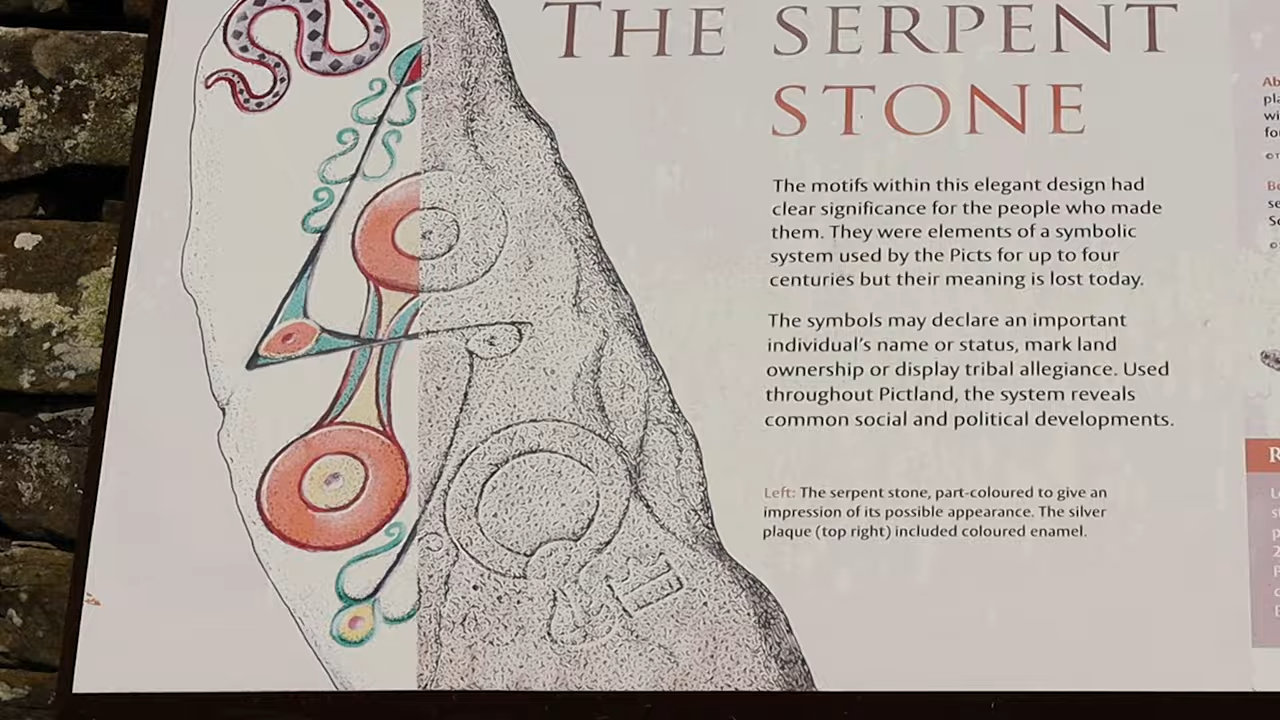 THE SERPENT
STONE
The motifs within this elegant design had
clear significance for the people who made
them. They were elements of a symbolic
system used by the Picts for up to four
centuries but their meaning is lost today.
The symbols may declare an important
individual's name or status, mark land
ownership or display tribal allegiance. Used
throughout Pictland, the system reveals
common social and political developments.
Left: The serpent stone, part-coloured to give an
impression of its possible appearance. The silver
plaque (top right) included coloured enamel.